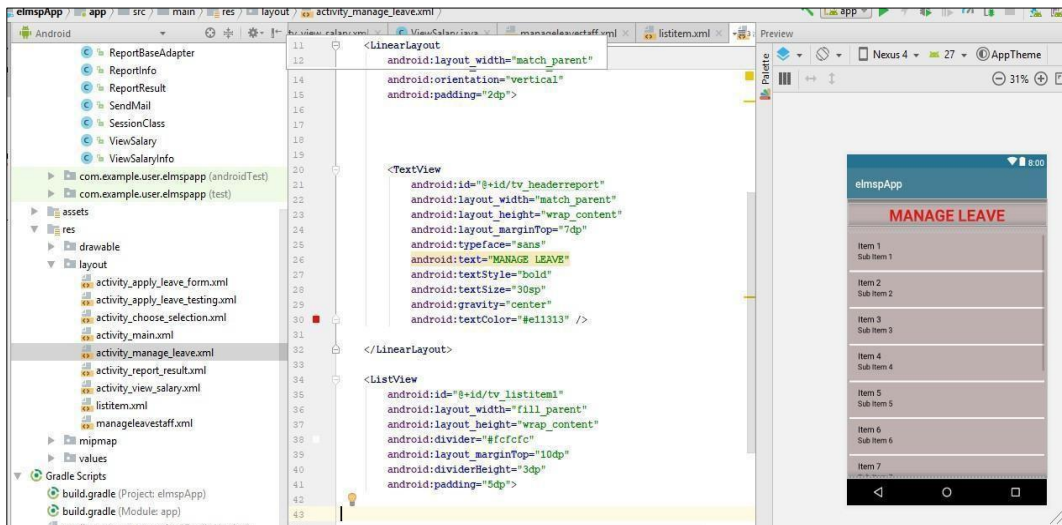 elmspApp / app / src / main / res / layout / activity_manage_leave.xml
app
Android
ty_view_salary.xml
ViewSalary.java
manageleavestaff.xml
listitem.xml
Preview
ReportBaseAdapter
ReportInfo
ReportResult
SendMail
SessionClass
ViewSalary
ViewSalaryInfo
com.example.user.elmspapp (androidTest)
com.example.user.elmspapp (test)
assets
res
drawable
layout
activity_apply_leave_form.xml
activity_apply_leave_testing.xml
activity_choose_selection.xml
activity_main.xml
activity_manage_leave.xml
activity_report_result.xml
activity_view_salary.xml
listitem.xml
manageleavestaff.xml
mipmap
values
Gradle Scripts
build.gradle (Project: elmspApp)
build.gradle (Module: app)
11 <LinearLayout
12 android:layout_width="match_parent"
14 android:orientation="vertical"
15 android:padding="2dp">
16
17
18
19
20 <TextView
21 android:id="@+id/tv_headerreport"
22 android:layout_width="match_parent"
23 android:layout_height="wrap_content"
24 android:layout_marginTop="7dp"
25 android:typeface="sans"
26 android:text="MANAGE LEAVE"
27 android:textStyle="bold"
28 android:textSize="30sp"
29 android:gravity="center"
30 android:textColor="#e11313" />
31
32 </LinearLayout>
33
34 <ListView
35 android:id="@+id/tv_listitem1"
36 android:layout_width="fill_parent"
37 android:layout_height="wrap_content"
38 android:divider="#fcfcfc"
39 android:layout_marginTop="10dp"
40 android:dividerHeight="3dp"
41 android:padding="5dp">
42
43
Palette
Nexus 4
27
AppTheme
31%
8:00
elmspApp
MANAGE LEAVE
Item 1
Sub Item 1
Item 2
Sub Item 2
Item 3
Sub Item 3
Item 4
Sub Item 4
Item 5
Sub Item 5
Item 6
Sub Item 6
Item 7